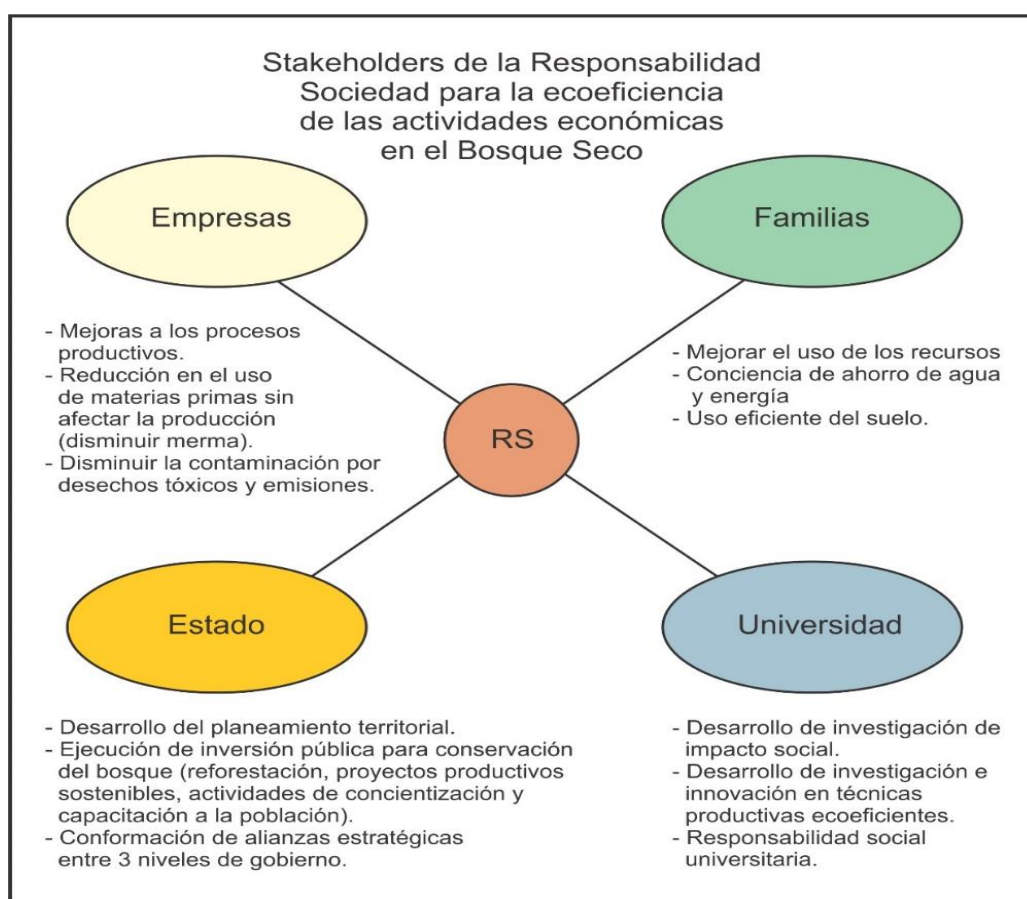 Stakeholders de la Responsabilidad
Sociedad para la ecoeficiencia
de las actividades económicas
en el Bosque Seco
Empresas
Familias
- Mejoras a los procesos
productivos.
- Reducción en el uso
de materias primas sin
afectar la producción
(disminuir merma).
- Disminuir la contaminación por
desechos tóxicos y emisiones.
- Mejorar el uso de los recursos
- Conciencia de ahorro de agua
y energía
- Uso eficiente del suelo.
RS
Estado
Universidad
- Desarrollo del planeamiento territorial.
- Ejecución de inversión pública para conservación
del bosque (reforestación, proyectos productivos
sostenibles, actividades de concientización y
capacitación a la población).
- Conformación de alianzas estratégicas
entre 3 niveles de gobierno.
- Desarrollo de investigación de
impacto social.
- Desarrollo de investigación e
innovación en técnicas
productivas ecoeficientes.
- Responsabilidad social
universitaria.